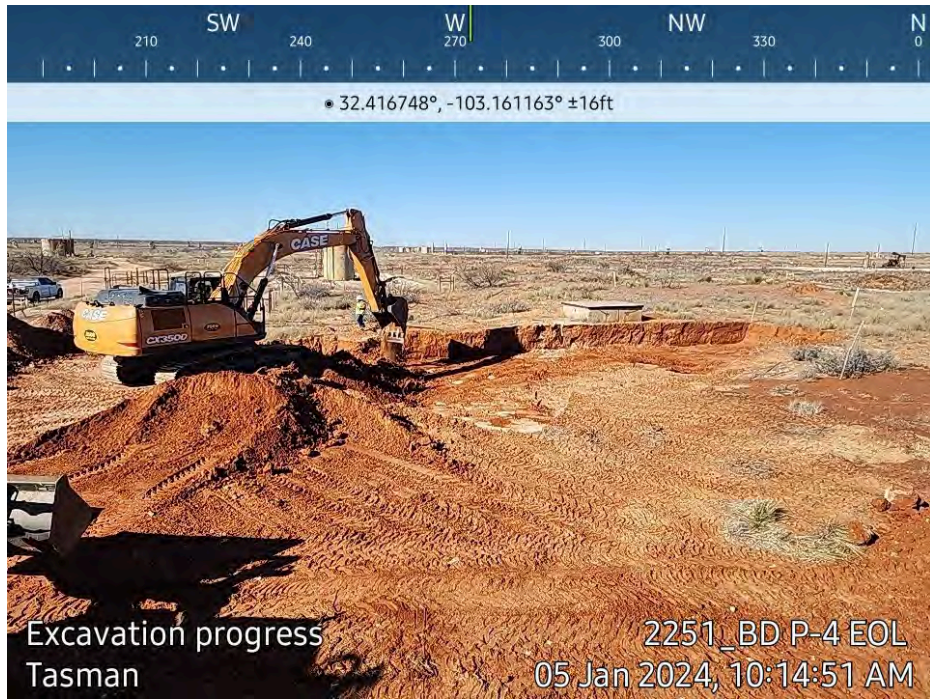 SW W NW N
210 240 270 300 330 0
32.416748°, -103.161163° ±16ft
CASE
CASE
CX350D
Excavation progress
2251_BD P-4 EOL
Tasman
05 Jan 2024, 10:14:51 AM